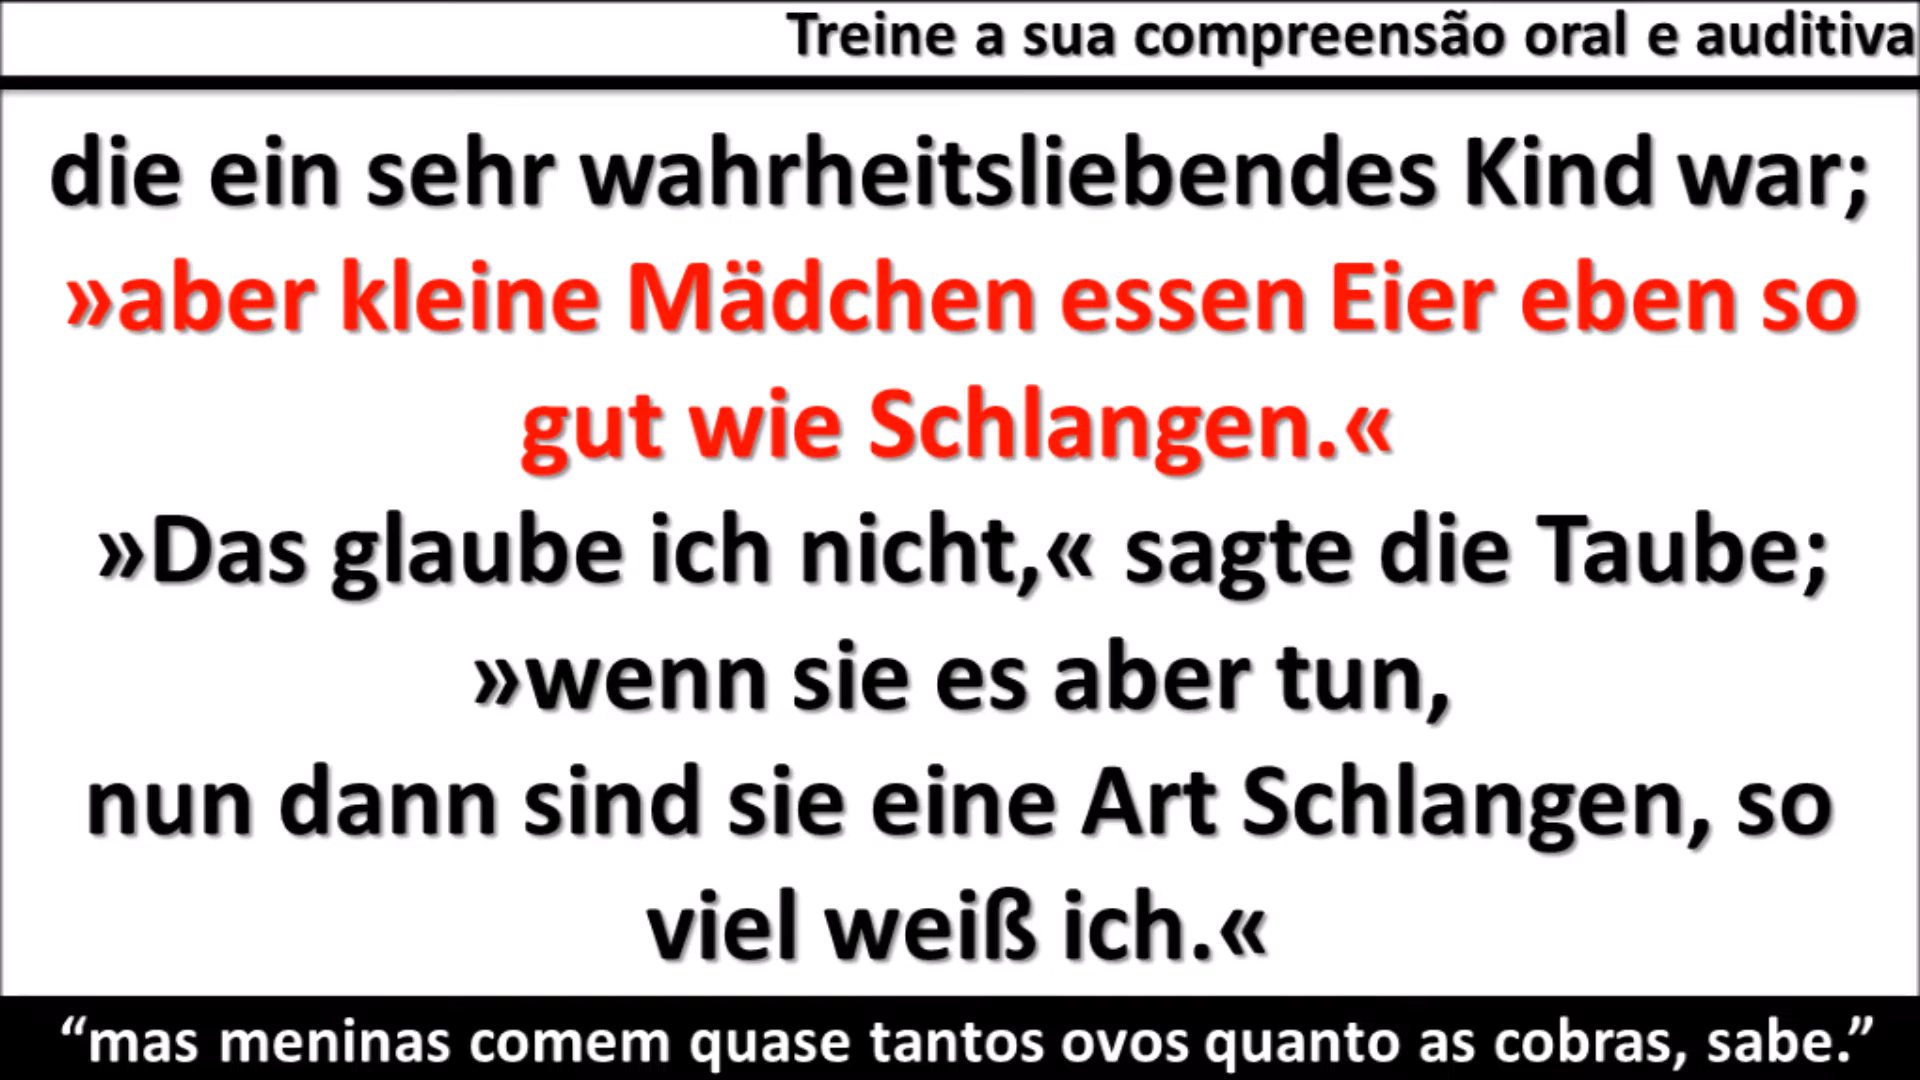 Treine a sua compreensão oral e auditiva
die ein sehr wahrheitsliebendes Kind war;
»aber kleine Mädchen essen Eier eben so
gut wie Schlangen.«
»Das glaube ich nicht,« sagte die Taube;
»wenn sie es aber tun,
nun dann sind sie eine Art Schlangen, so
viel weiß ich.«
“mas meninas comem quase tantos ovos quanto as cobras, sabe.”